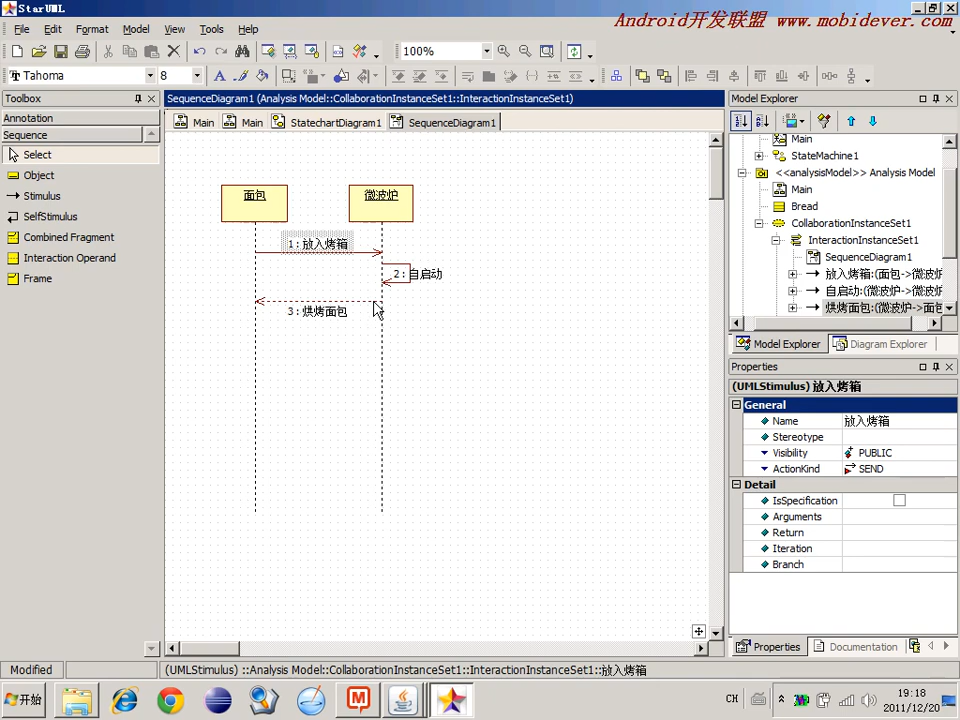 StarUML
Android开发联盟 www.mobidever.com
File Edit Format Model View Tools Help
100%
Tahoma 8
Toolbox
Annotation
Sequence
Select
Object
Stimulus
SelfStimulus
Combined Fragment
Interaction Operand
Frame
SequenceDiagram1 (Analysis Model::CollaborationInstanceSet1::InteractionInstanceSet1)
Main Main StatechartDiagram1 SequenceDiagram1
面包 微波炉
1 : 放入烤箱
2 : 自启动
3 : 烘烤面包
Model Explorer
Main
StateMachine1
<<analysisModel>> Analysis Model
Main
Bread
CollaborationInstanceSet1
InteractionInstanceSet1
SequenceDiagram1
放入烤箱:(面包->微波炉
自启动:(微波炉->微波炉
烘烤面包:(微波炉->面包
Model Explorer Diagram Explorer
Properties
(UMLStimulus) 放入烤箱
General
Name 放入烤箱
Stereotype
Visibility PUBLIC
ActionKind SEND
Detail
IsSpecification
Arguments
Return
Iteration
Branch
Properties Documentation
Modified (UMLStimulus) ::Analysis Model::CollaborationInstanceSet1::InteractionInstanceSet1::放入烤箱
开始 CH 19:18
2011/12/20